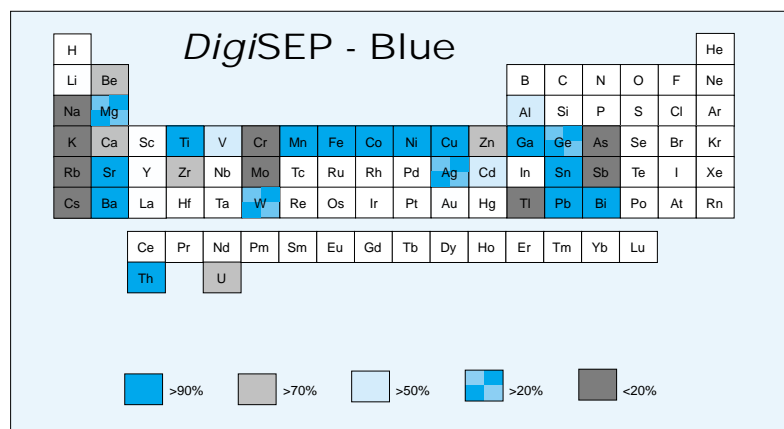 DigiSEP - Blue
H He
Li Be B C N O F Ne
Na Mg Al Si P S Cl Ar
K Ca Sc Ti V Cr Mn Fe Co Ni Cu Zn Ga Ge As Se Br Kr
Rb Sr Y Zr Nb Mo Tc Ru Rh Pd Ag Cd In Sn Sb Te I Xe
Cs Ba La Hf Ta W Re Os Ir Pt Au Hg Tl Pb Bi Po At Rn
Ce Pr Nd Pm Sm Eu Gd Tb Dy Ho Er Tm Yb Lu
Th U
>90% >70% >50% >20% <20%